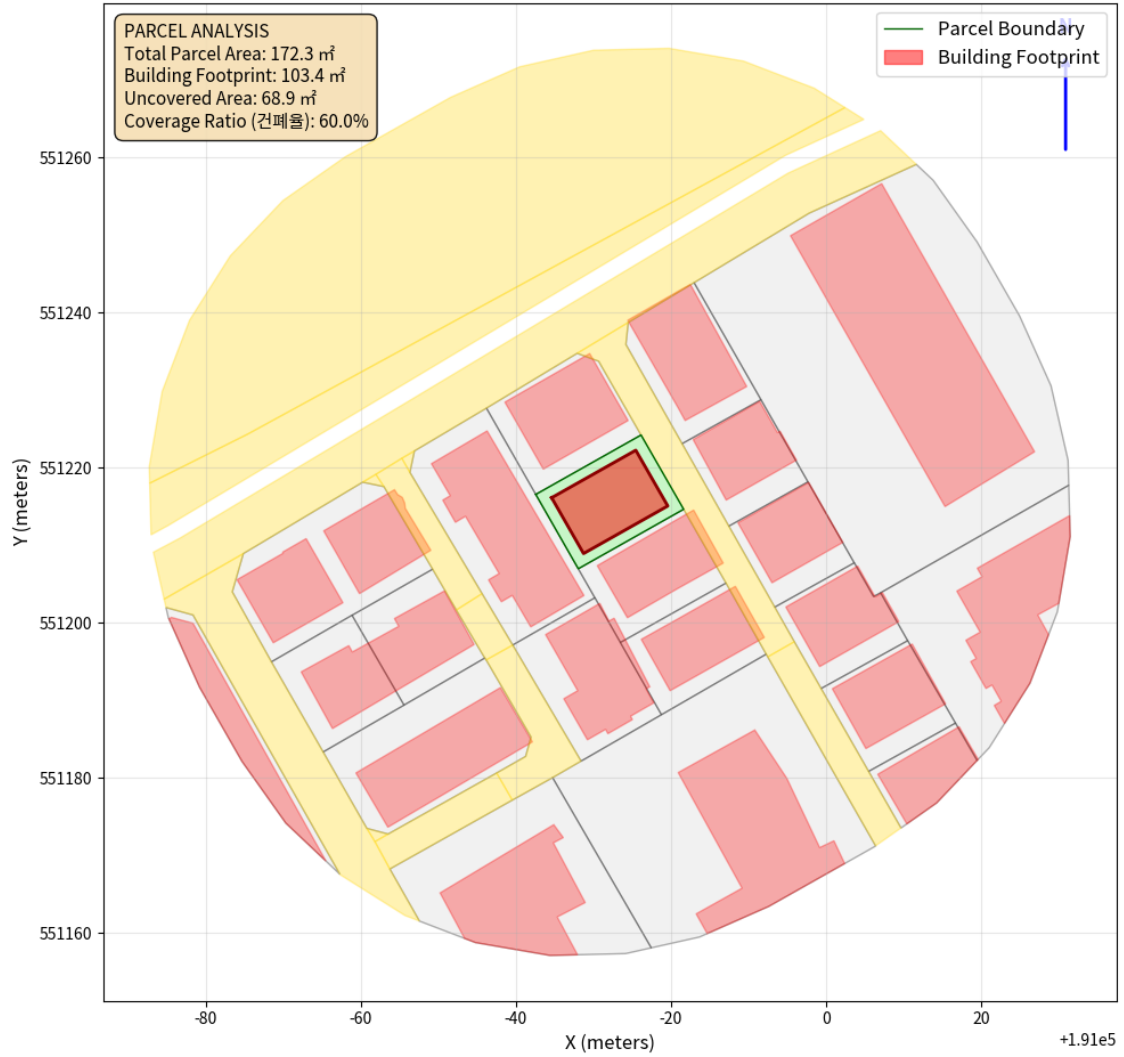 PARCEL ANALYSIS
Total Parcel Area: 172.3 ㎡
Building Footprint: 103.4 ㎡
Uncovered Area: 68.9 ㎡
Coverage Ratio (건폐율): 60.0%
N
Parcel Boundary
Building Footprint
551260
551240
551220
551200
551180
551160
Y (meters)
-80
-60
-40
-20
0
20
+1.91e5
X (meters)